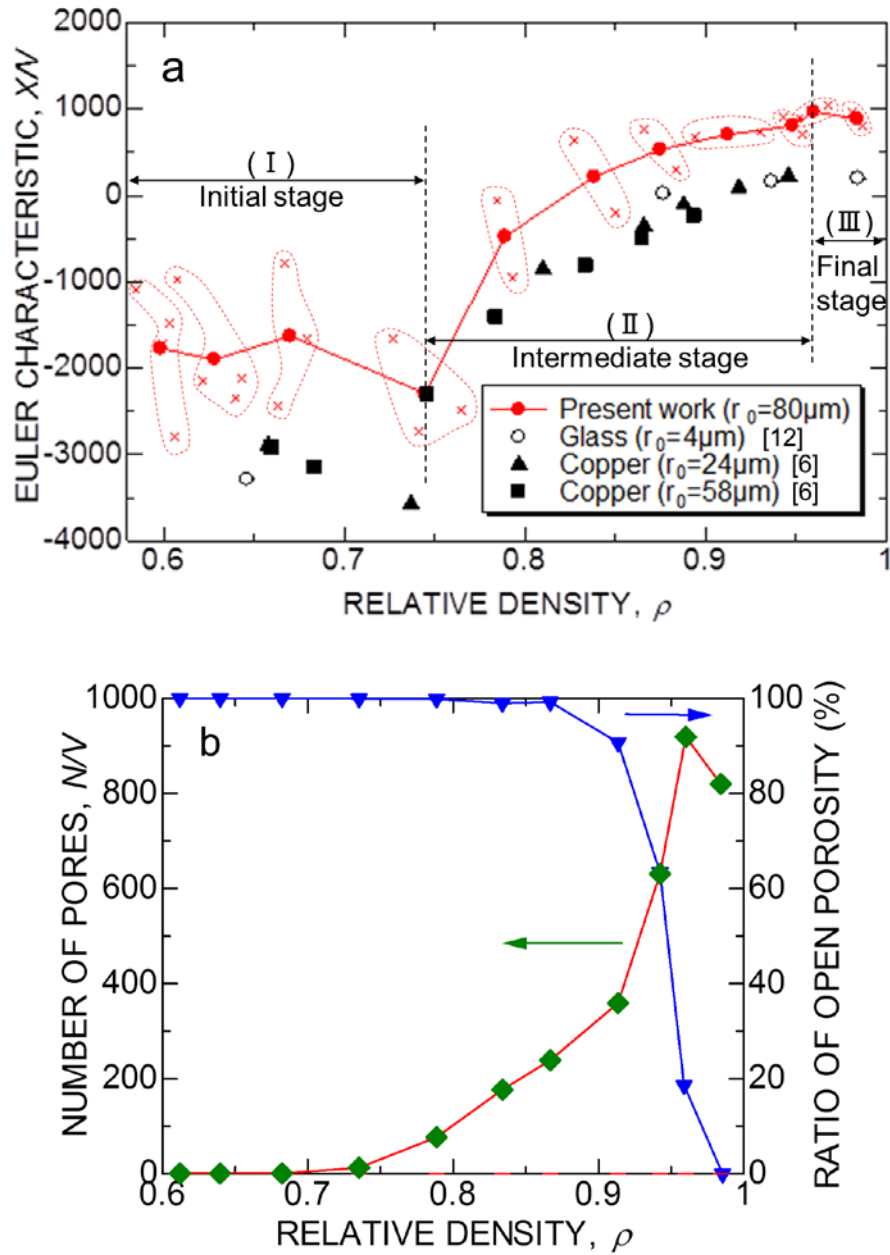 2000
1000
0
-1000
-2000
-3000
-4000
EULER CHARACTERISTIC, X/V
a
(Ⅰ)
Initial stage
(Ⅱ)
Intermediate stage
(Ⅲ)
Final
stage
Present work (r₀=80µm)
Glass (r₀=4µm) [12]
Copper (r₀=24µm) [6]
Copper (r₀=58µm) [6]
0.6 0.7 0.8 0.9 1
RELATIVE DENSITY, ρ
1000
800
600
400
200
0
NUMBER OF PORES, N/V
b
100
80
60
40
20
0
RATIO OF OPEN POROSITY (%)
0.6 0.7 0.8 0.9 1
RELATIVE DENSITY, ρ